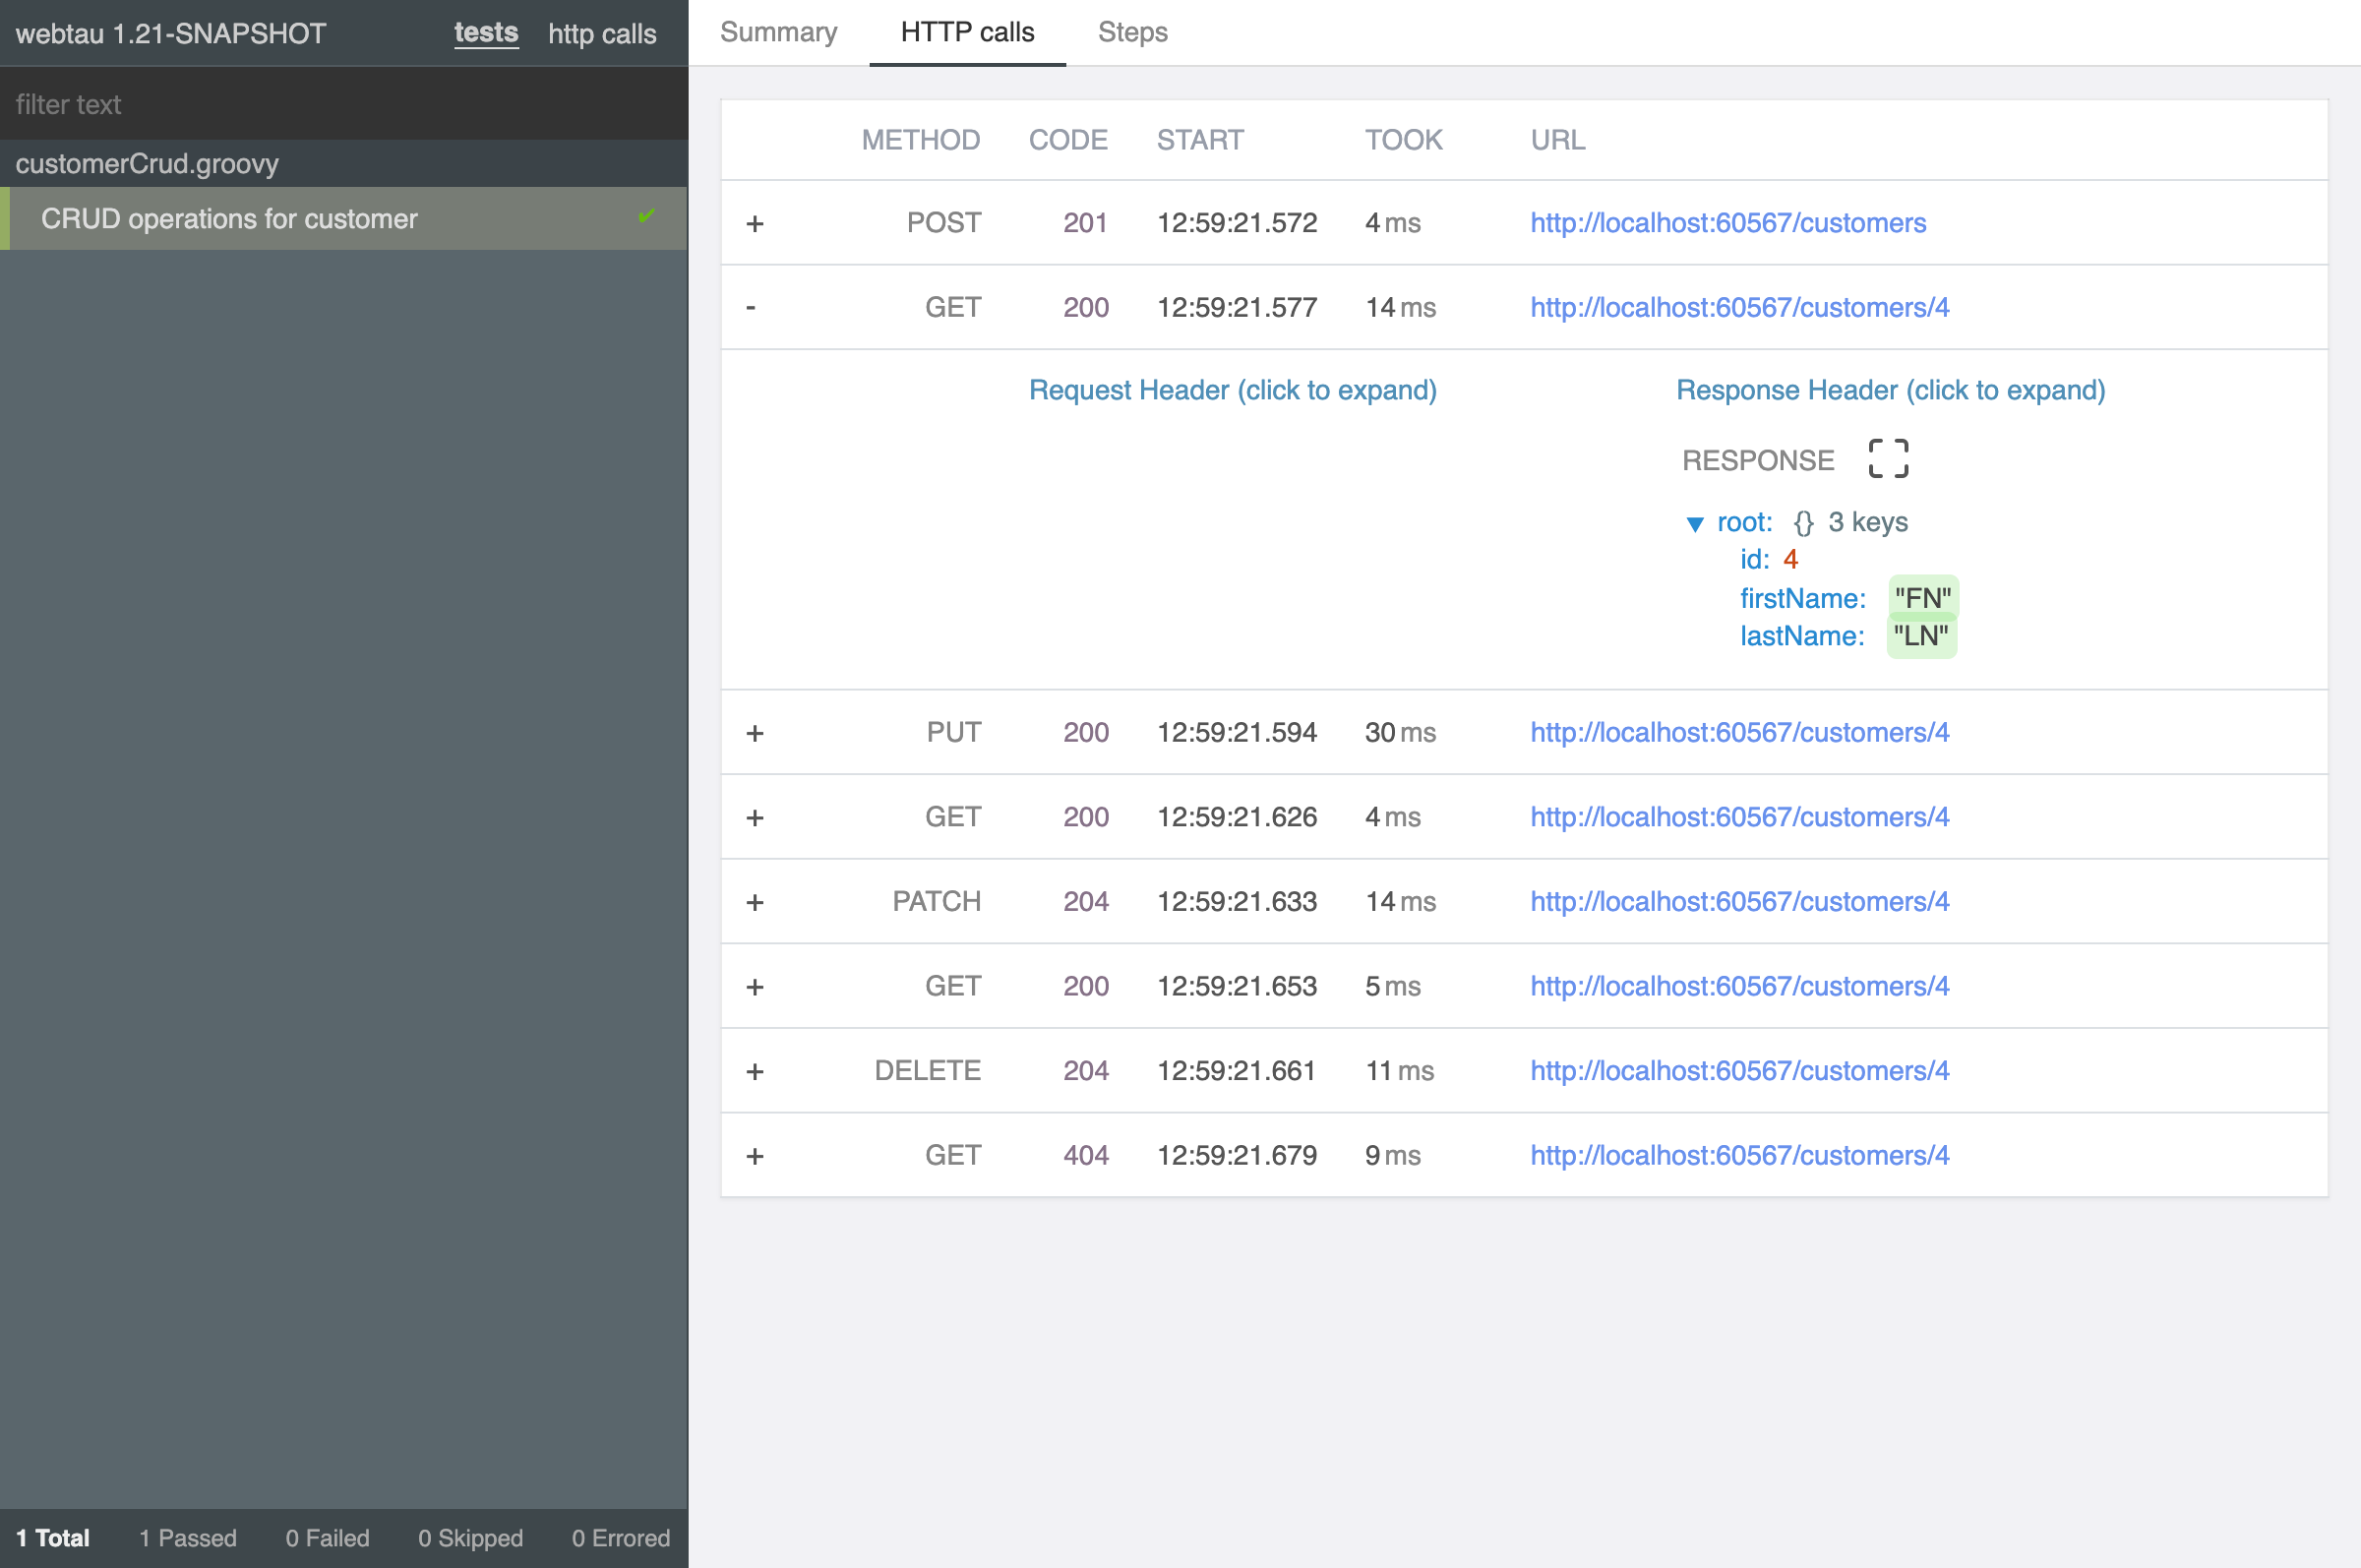 webtau 1.21-SNAPSHOT tests http calls
filter text
customerCrud.groovy
CRUD operations for customer ✔
1 Total 1 Passed 0 Failed 0 Skipped 0 Errored
Summary HTTP calls Steps
METHOD CODE START TOOK URL
+ POST 201 12:59:21.572 4 ms http://localhost:60567/customers
- GET 200 12:59:21.577 14 ms http://localhost:60567/customers/4
Request Header (click to expand) Response Header (click to expand)
RESPONSE
▼ root: {} 3 keys
id: 4
firstName: "FN"
lastName: "LN"
+ PUT 200 12:59:21.594 30 ms http://localhost:60567/customers/4
+ GET 200 12:59:21.626 4 ms http://localhost:60567/customers/4
+ PATCH 204 12:59:21.633 14 ms http://localhost:60567/customers/4
+ GET 200 12:59:21.653 5 ms http://localhost:60567/customers/4
+ DELETE 204 12:59:21.661 11 ms http://localhost:60567/customers/4
+ GET 404 12:59:21.679 9 ms http://localhost:60567/customers/4